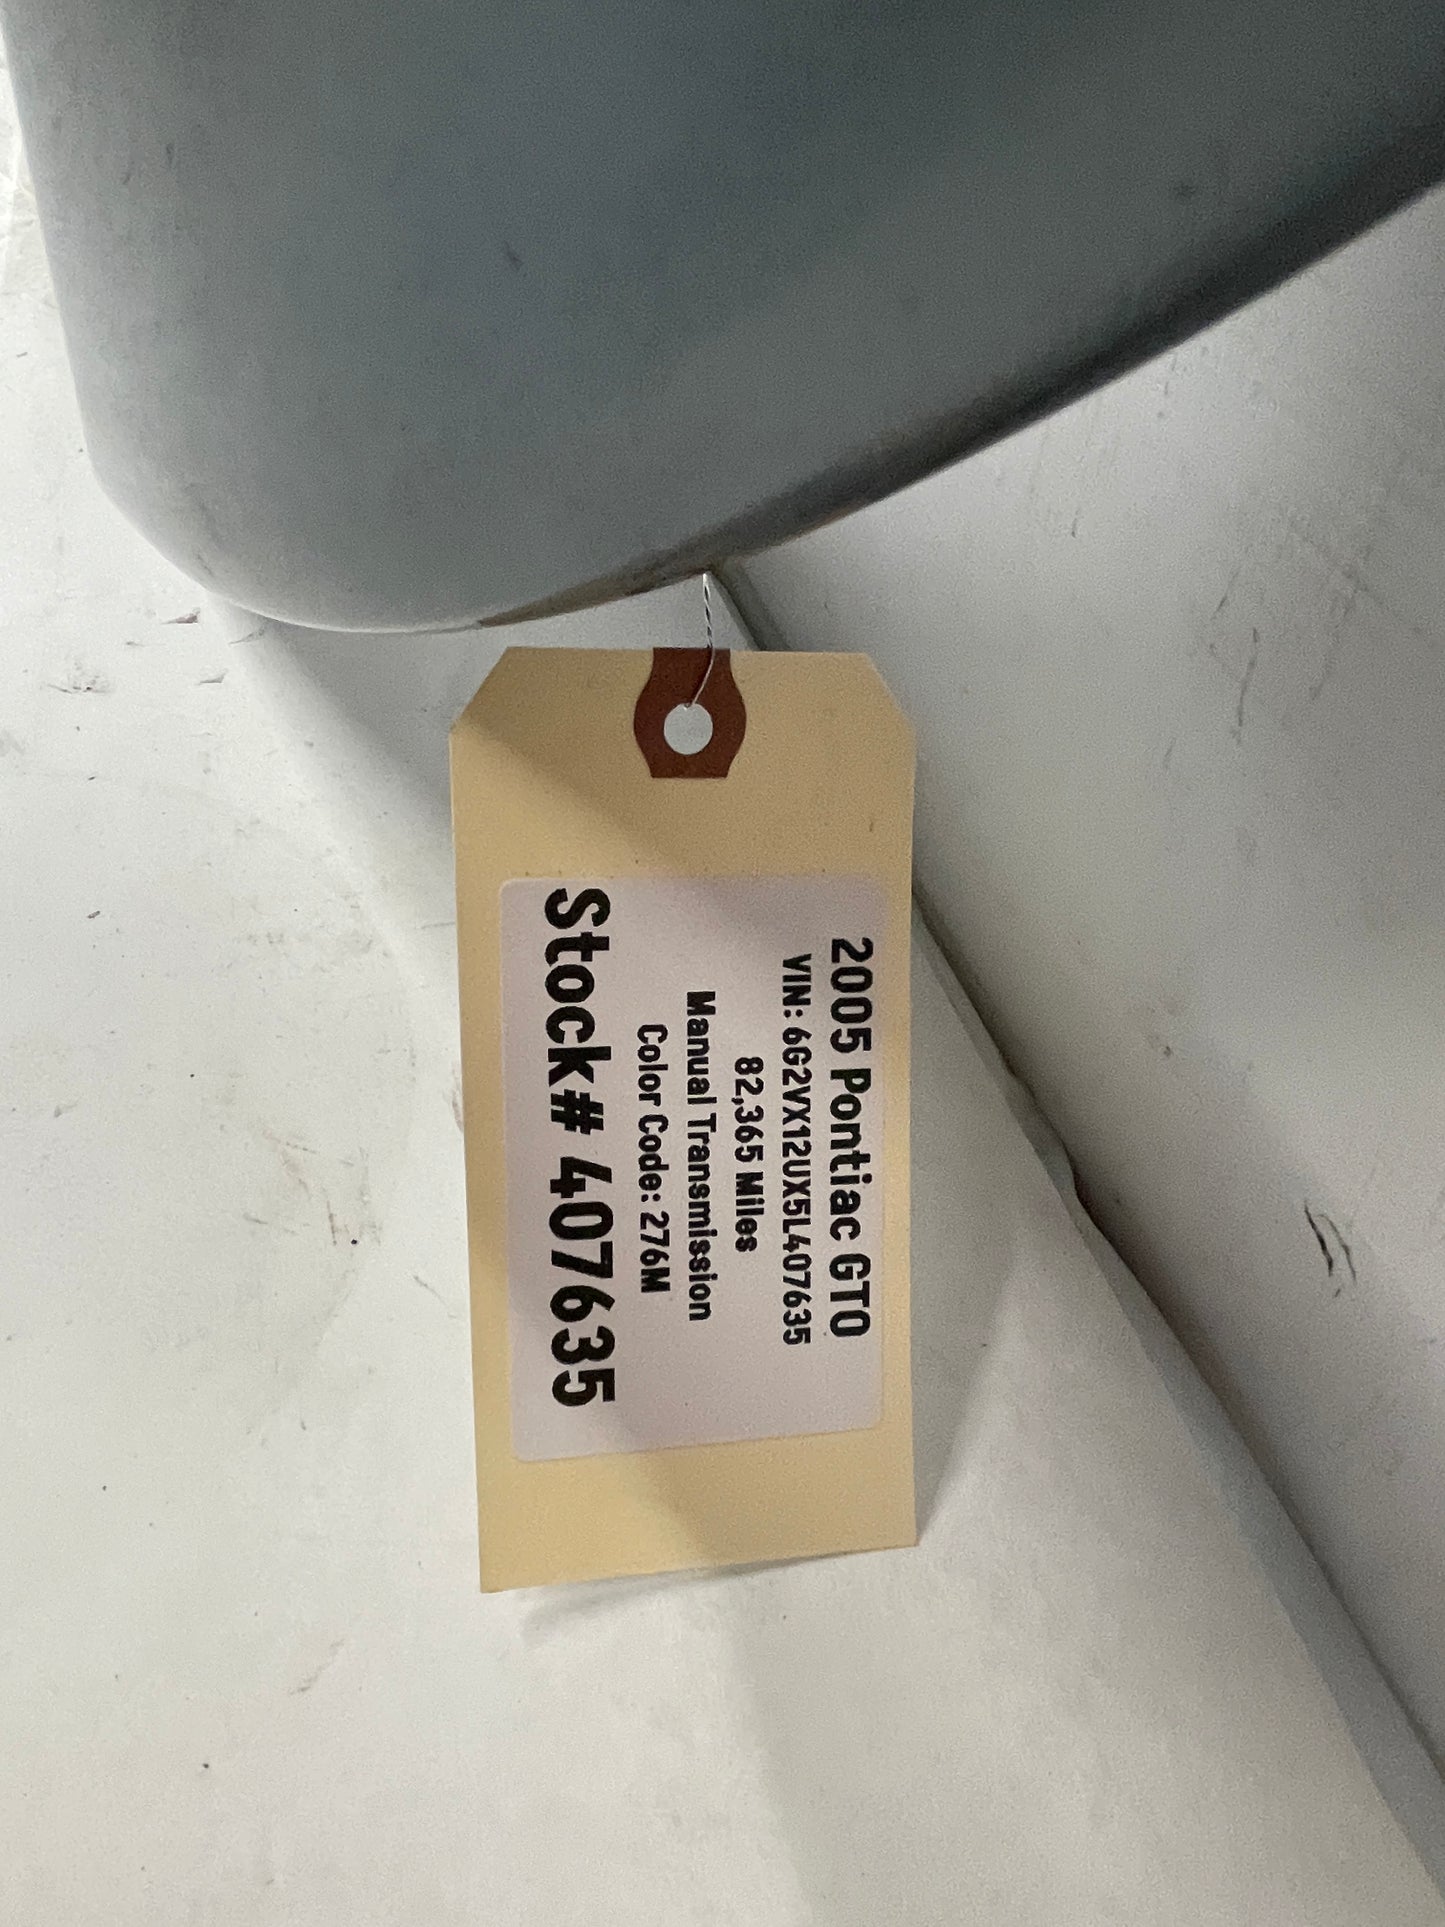 2005 Pontiac GTO
VIN: 6G2VX12UX5L407635
82,365 Miles
Manual Transmission
Color Code: 276M
Stock# 407635